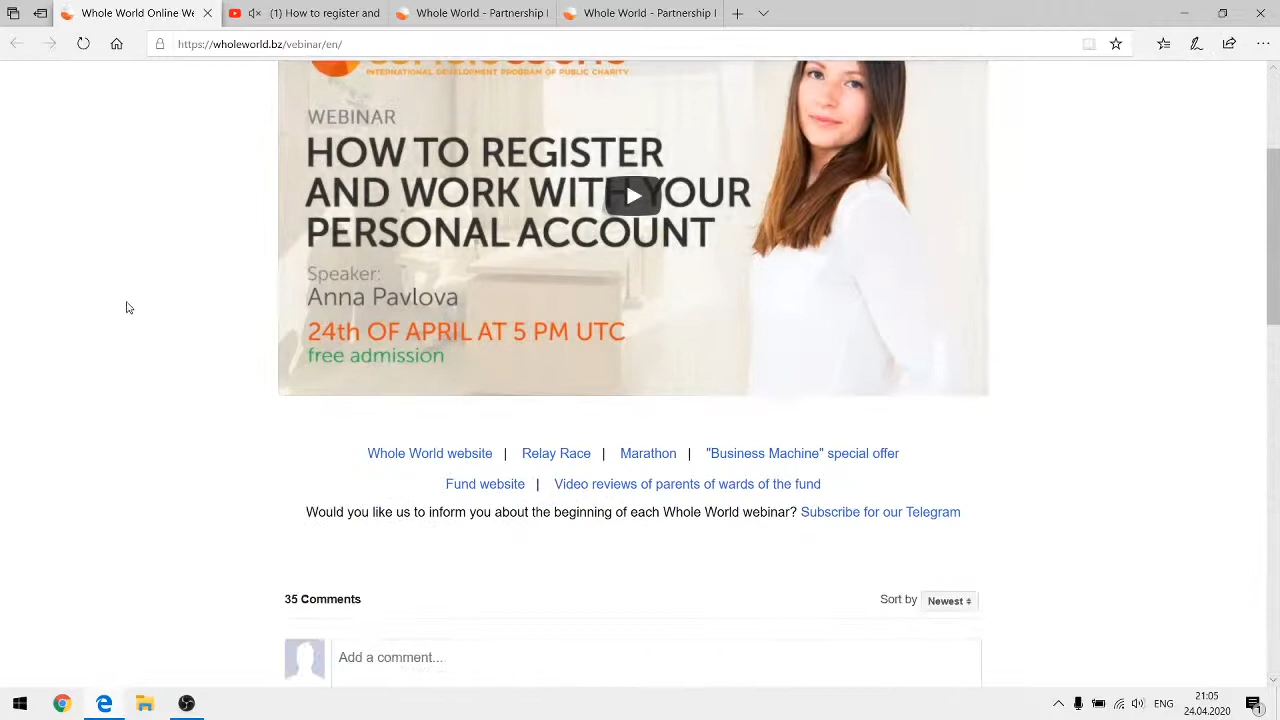 Whole World. Online We
(1) How to Register and
Whole World - Partnership
Whole World - Partnership I
https://wholeworld.bz/vebinar/en/
INTERNATIONAL DEVELOPMENT PROGRAM OF PUBLIC CHARITY
WEBINAR
HOW TO REGISTER
AND WORK WITH YOUR
PERSONAL ACCOUNT
Speaker:
Anna Pavlova
24th OF APRIL AT 5 PM UTC
free admission
Whole World website | Relay Race | Marathon | "Business Machine" special offer
Fund website | Video reviews of parents of wards of the fund
Would you like us to inform you about the beginning of each Whole World webinar? Subscribe for our Telegram
35 Comments
Sort by Newest
Add a comment...
ENG
21:05
24.04.2020